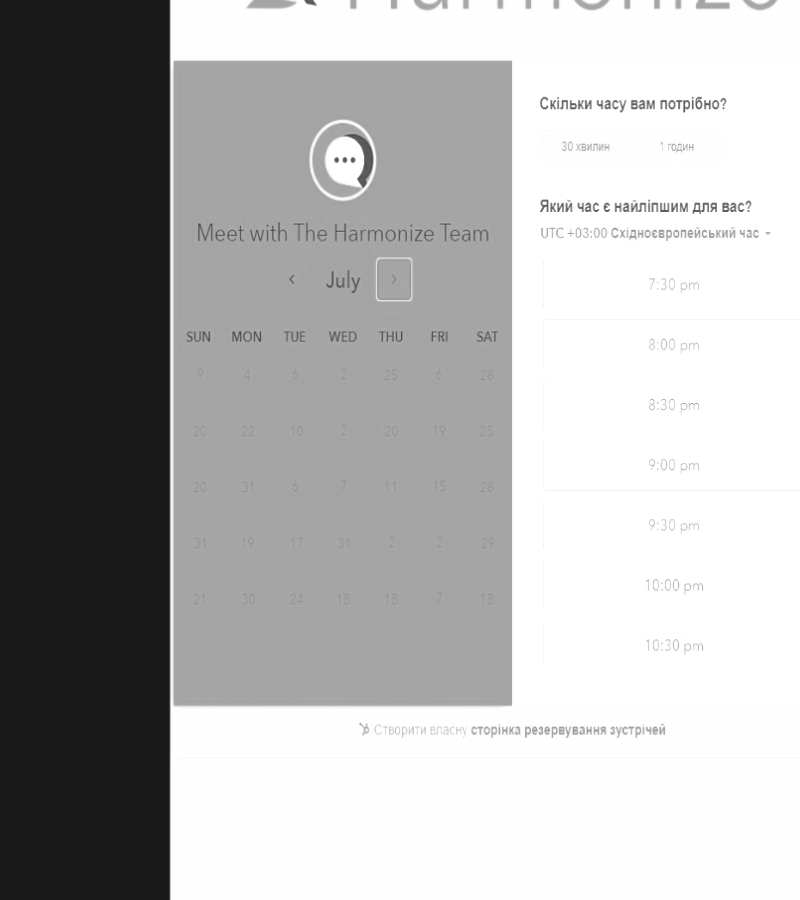 Harmonize
Meet with The Harmonize Team
July
SUN MON TUE WED THU FRI SAT
9 4 6 2 25 6 28
20 22 10 2 20 19 25
20 31 6 7 11 15 28
31 19 17 31 2 2 29
21 30 24 18 18 7 18
Скільки часу вам потрібно?
30 хвилин 1 годин
Який час є найліпшим для вас?
UTC +03:00 Східноєвропейський час
7:30 pm
8:00 pm
8:30 pm
9:00 pm
9:30 pm
10:00 pm
10:30 pm
Створити власну сторінка резервування зустрічей